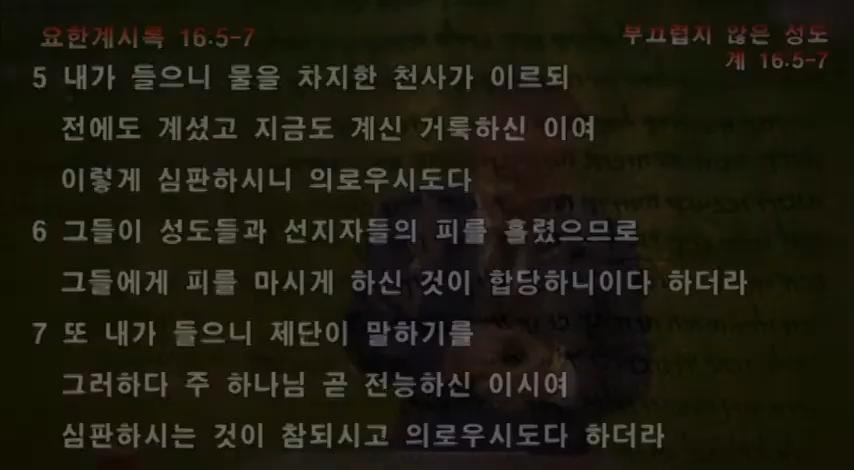 요한계시록 16:5-7
부끄럽지 않은 성도
계 16:5-7
5 내가 들으니 물을 차지한 천사가 이르되
전에도 계셨고 지금도 계신 거룩하신 이여
이렇게 심판하시니 의로우시도다
6 그들이 성도들과 선지자들의 피를 흘렸으므로
그들에게 피를 마시게 하신 것이 합당하니이다 하더라
7 또 내가 들으니 제단이 말하기를
그러하다 주 하나님 곧 전능하신 이시여
심판하시는 것이 참되시고 의로우시도다 하더라